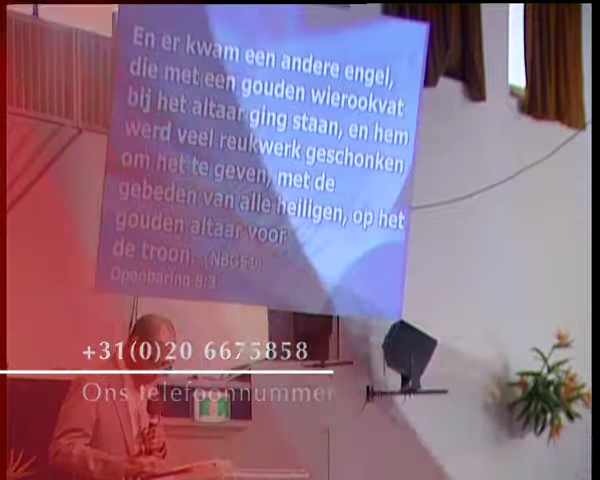 En er kwam een andere engel,
die met een gouden wierookvat
bij het altaar ging staan, en hem
werd veel reukwerk geschonken
om het te geven, met de
gebeden van alle heiligen, op het
gouden altaar voor
de troon. (NBG51)
Openbaring 8:3
+31(0)20 6675858
Ons telefoonnummer